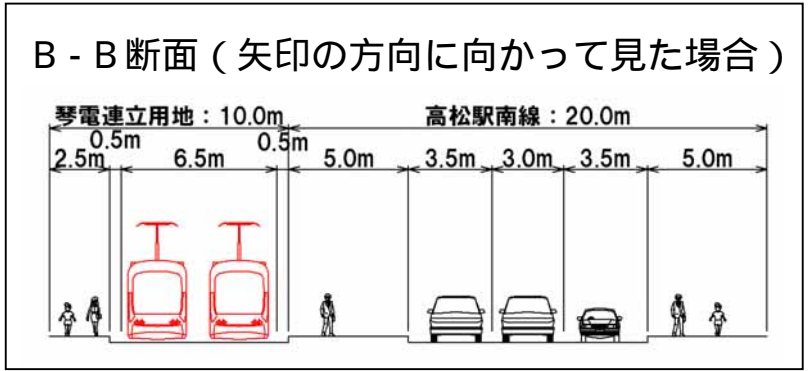 B-B断面(矢印の方向に向かって見た場合)
琴電連立用地:10.0m
高松駅南線:20.0m
0.5m
0.5m
2.5m
6.5m
5.0m
3.5m
3.0m
3.5m
5.0m